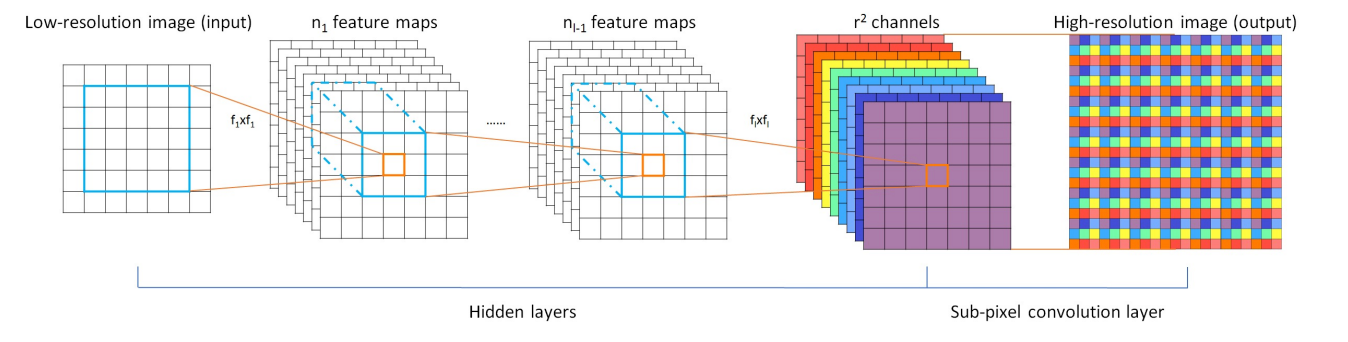 Low-resolution image (input)
n₁ feature maps
nₗ₋₁ feature maps
r² channels
High-resolution image (output)
f₁xf₁
......
fₗxfₗ
Hidden layers
Sub-pixel convolution layer